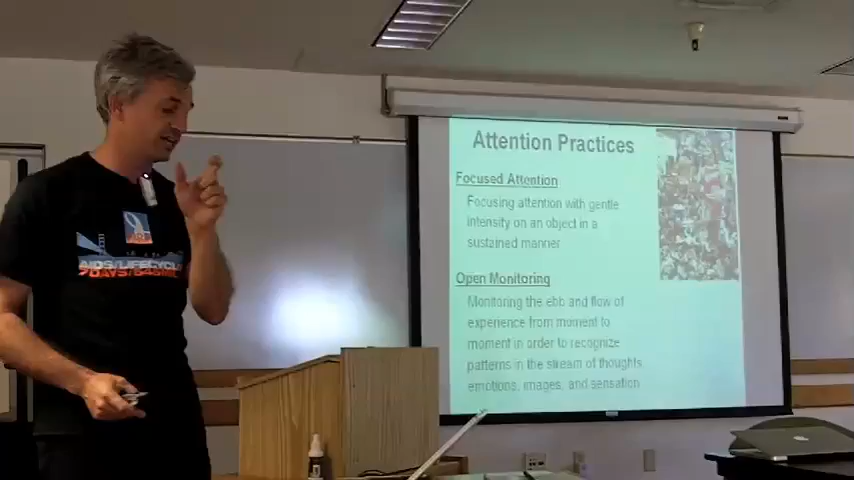 Attention Practices
Focused Attention
Focusing attention with gentle
intensity on an object in a
sustained manner
Open Monitoring
Monitoring the ebb and flow of
experience from moment to
moment in order to recognize
patterns in the stream of thoughts,
emotions, images, and sensation
AIDS/LIFECYCLE
7DAYS/545MILES